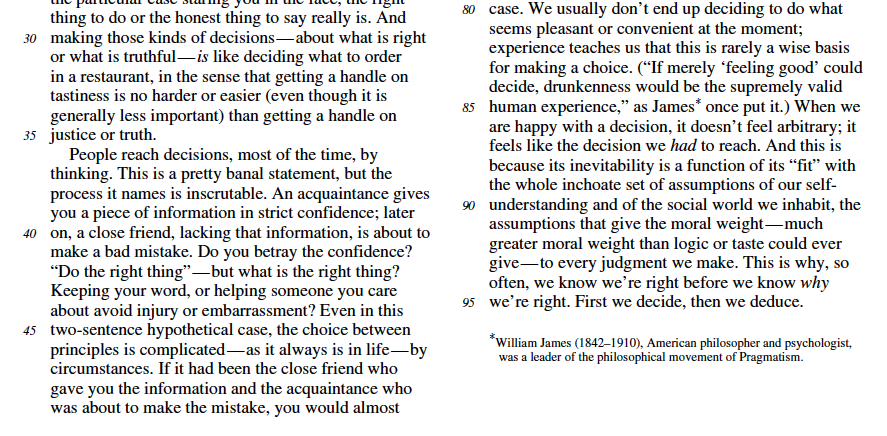 the particular case staring you in the face, the right
thing to do or the honest thing to say really is. And
30 making those kinds of decisions—about what is right
or what is truthful—is like deciding what to order
in a restaurant, in the sense that getting a handle on
tastiness is no harder or easier (even though it is
generally less important) than getting a handle on
35 justice or truth.
People reach decisions, most of the time, by
thinking. This is a pretty banal statement, but the
process it names is inscrutable. An acquaintance gives
you a piece of information in strict confidence; later
40 on, a close friend, lacking that information, is about to
make a bad mistake. Do you betray the confidence?
“Do the right thing”—but what is the right thing?
Keeping your word, or helping someone you care
about avoid injury or embarrassment? Even in this
45 two-sentence hypothetical case, the choice between
principles is complicated—as it always is in life—by
circumstances. If it had been the close friend who
gave you the information and the acquaintance who
was about to make the mistake, you would almost
80 case. We usually don’t end up deciding to do what
seems pleasant or convenient at the moment;
experience teaches us that this is rarely a wise basis
for making a choice. (“If merely ‘feeling good’ could
decide, drunkenness would be the supremely valid
85 human experience,” as James* once put it.) When we
are happy with a decision, it doesn’t feel arbitrary; it
feels like the decision we had to reach. And this is
because its inevitability is a function of its “fit” with
the whole inchoate set of assumptions of our self-
90 understanding and of the social world we inhabit, the
assumptions that give the moral weight—much
greater moral weight than logic or taste could ever
give—to every judgment we make. This is why, so
often, we know we’re right before we know why
95 we’re right. First we decide, then we deduce.
*William James (1842–1910), American philosopher and psychologist,
was a leader of the philosophical movement of Pragmatism.